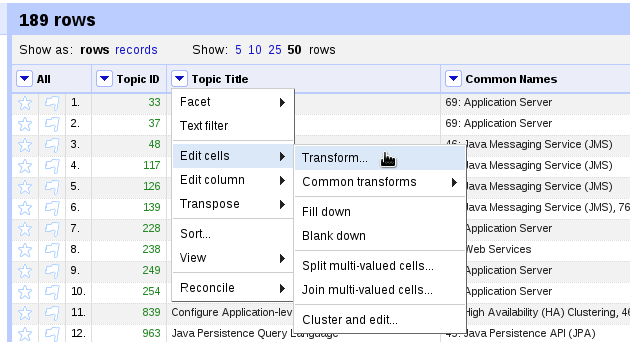 189 rows
Show as: rows records Show: 5 10 25 50 rows
All Topic ID Topic Title Common Names
1. 33 69: Application Server
2. 37 69: Application Server
3. 48 Java Messaging Service (JMS)
4. 117 Java Messaging Service (JMS)
5. 126 Java Messaging Service (JMS)
6. 139 Java Messaging Service (JMS), 76
7. 228 Application Server
8. 238 Web Services
9. 249 Application Server
10. 254 Application Server
11. 839 Configure Application-lev High Availability (HA) Clustering, 46
12. 963 Java Persistence Query Language Java Persistence API (JPA)
Facet
Text filter
Edit cells
Edit column
Transpose
Sort...
View
Reconcile
Transform...
Common transforms
Fill down
Blank down
Split multi-valued cells...
Join multi-valued cells...
Cluster and edit...